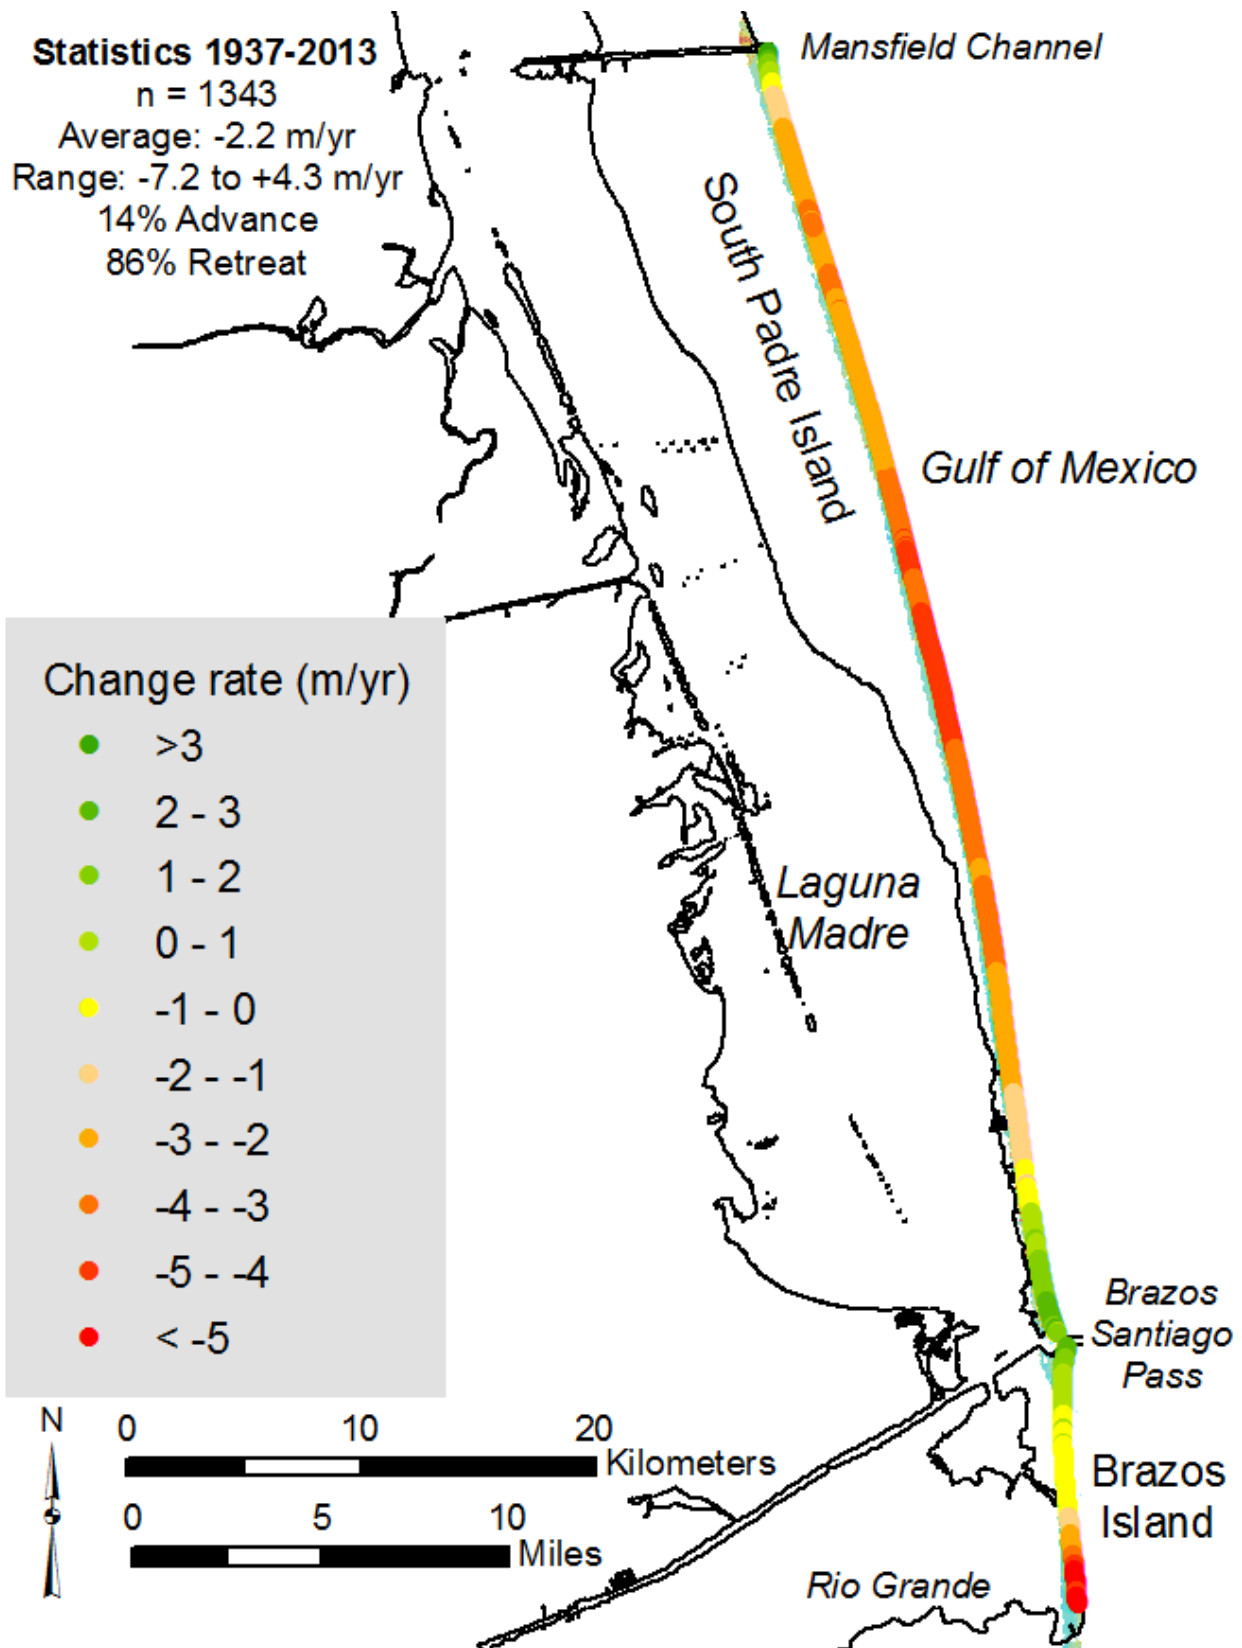 Statistics 1937-2013
n = 1343
Average: -2.2 m/yr
Range: -7.2 to +4.3 m/yr
14% Advance
86% Retreat
Mansfield Channel
South Padre Island
Gulf of Mexico
Change rate (m/yr)
>3
2 - 3
1 - 2
0 - 1
-1 - 0
-2 - -1
-3 - -2
-4 - -3
-5 - -4
< -5
Laguna
Madre
Brazos
Santiago
Pass
Brazos
Island
Rio Grande
N
0 10 20
Kilometers
0 5 10
Miles